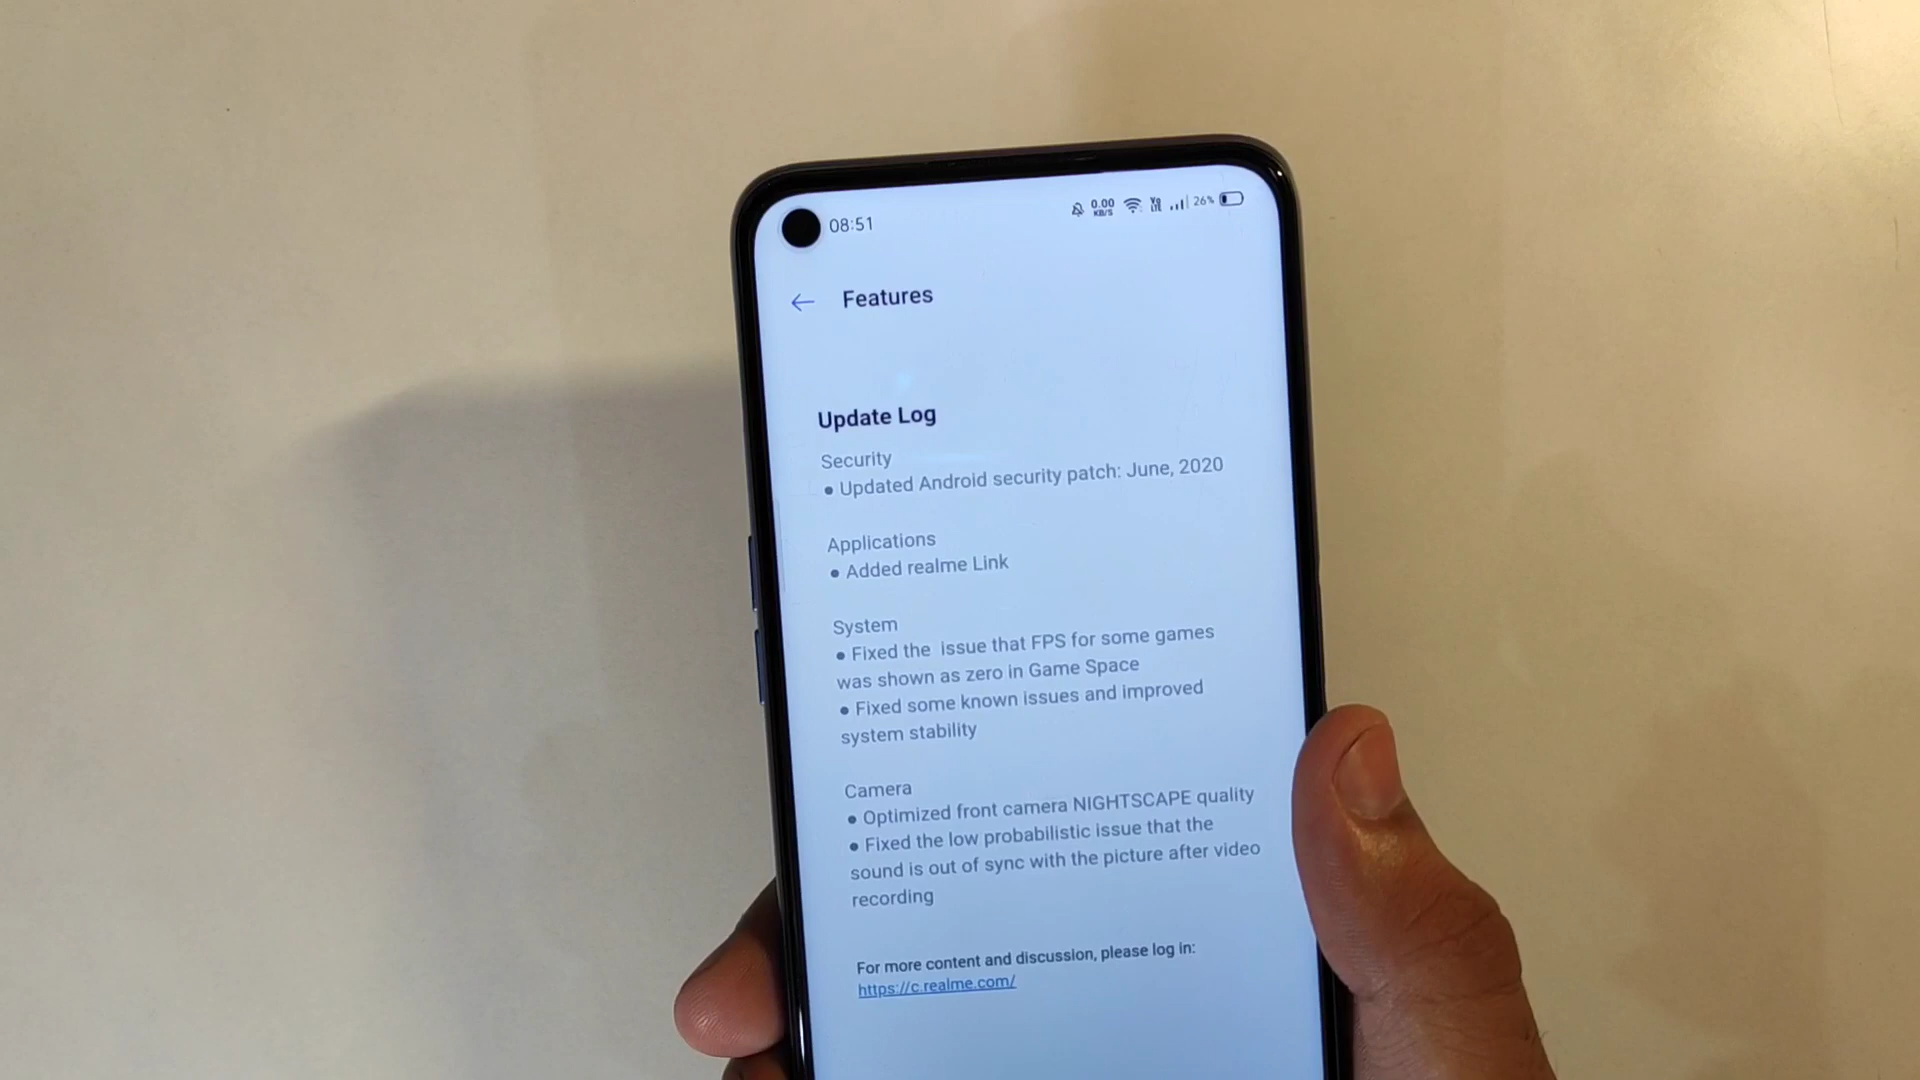 08:51
0.00
KB/S
Vo
LTE
26%
Features
Update Log
Security
● Updated Android security patch: June, 2020
Applications
● Added realme Link
System
● Fixed the  issue that FPS for some games
was shown as zero in Game Space
● Fixed some known issues and improved
system stability
Camera
● Optimized front camera NIGHTSCAPE quality
● Fixed the low probabilistic issue that the
sound is out of sync with the picture after video
recording
For more content and discussion, please log in:
https://c.realme.com/